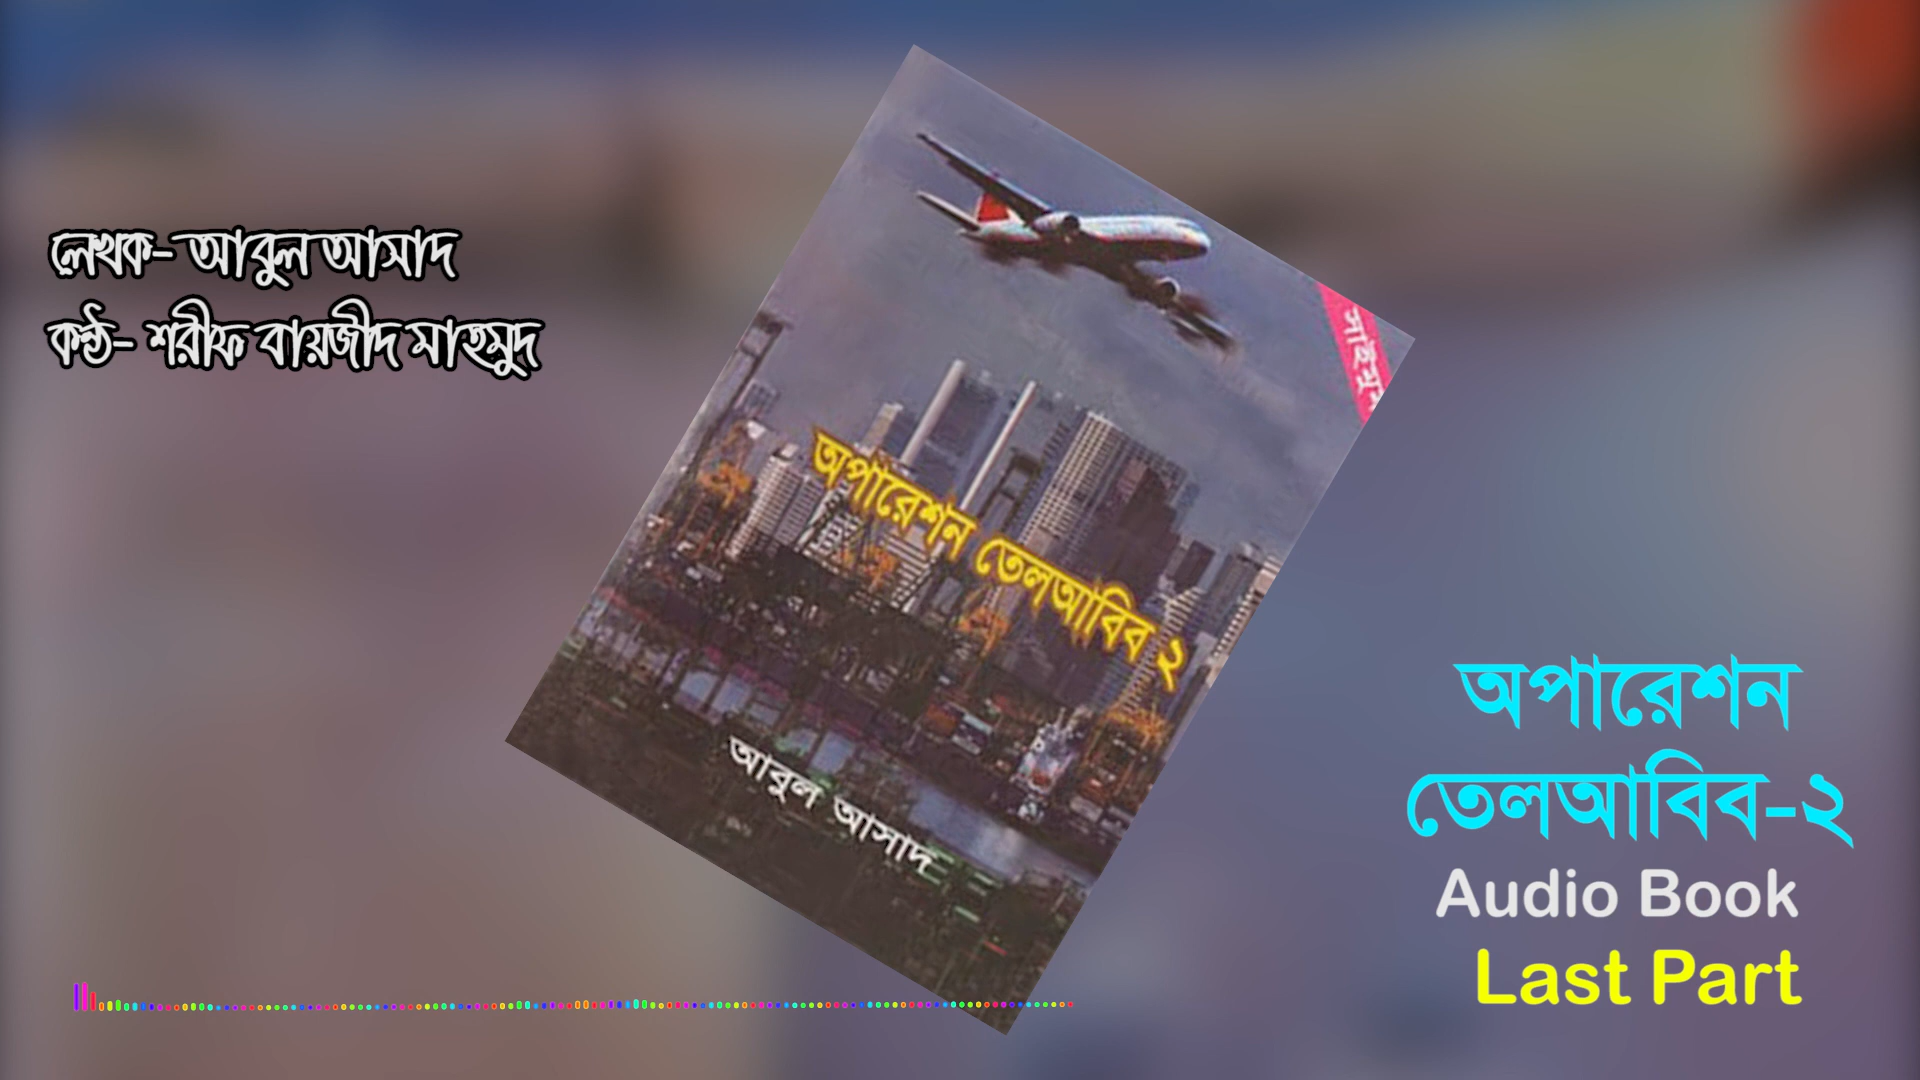 লেখক- আবুল আসাদ
কন্ঠ- শরীফ বায়জীদ মাহমুদ
অপারেশন তেলআবিব ২
আবুল আসাদ
অপারেশন
তেলআবিব-২
Audio Book
Last Part